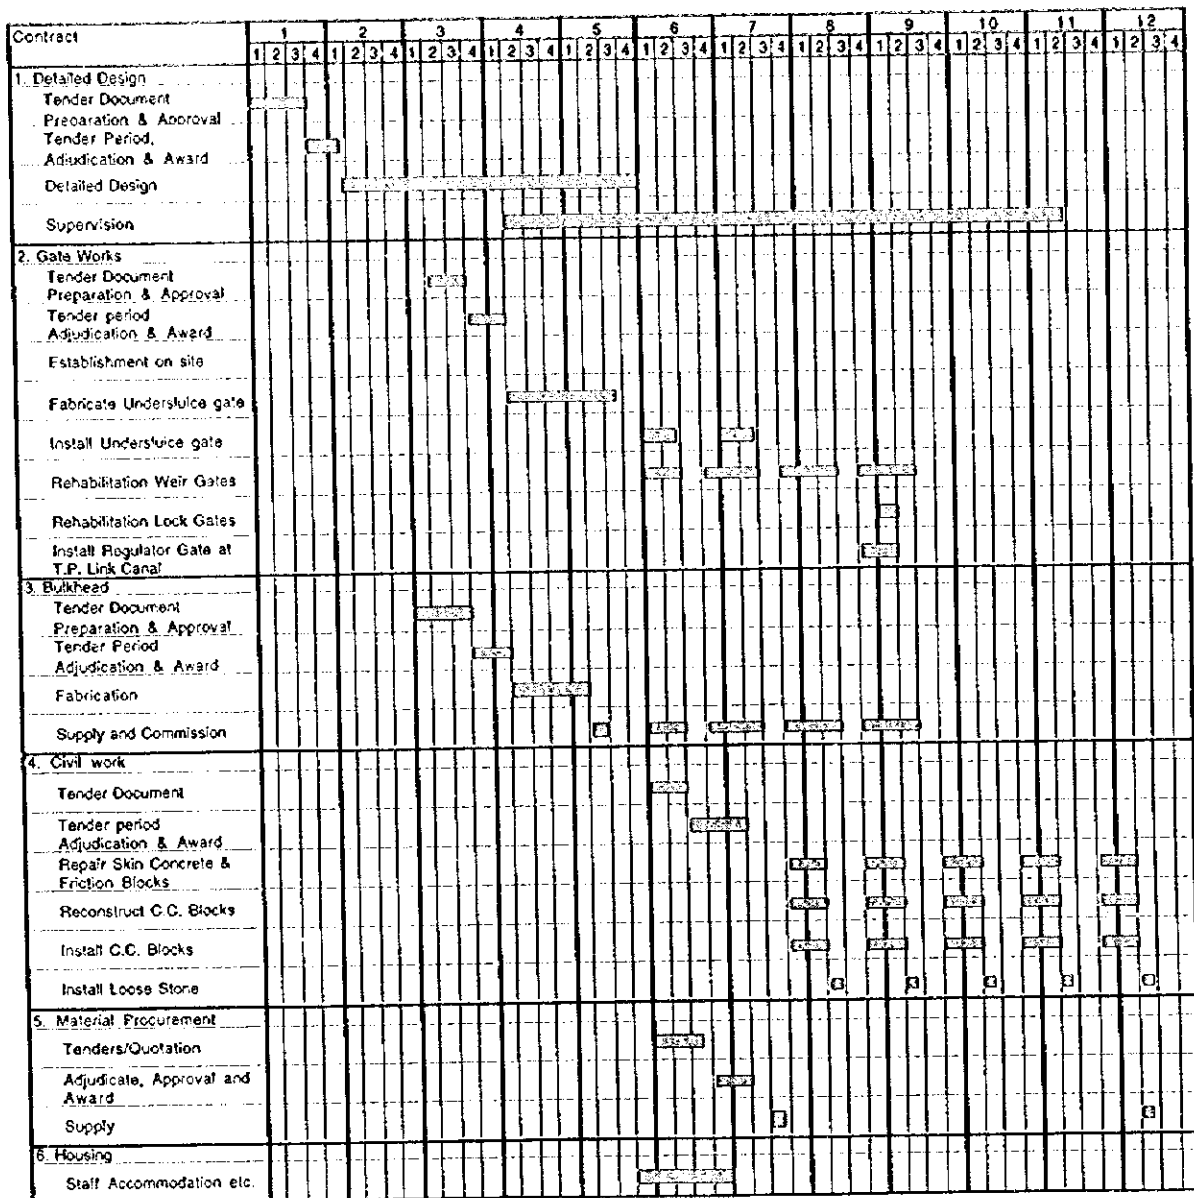 Contract 1 2 3 4 5 6 7 8 9 10 11 12
1 2 3 4 1 2 3 4 1 2 3 4 1 2 3 4 1 2 3 4 1 2 3 4 1 2 3 4 1 2 3 4 1 2 3 4 1 2 3 4 1 2 3 4 1 2 3 4
1. Detailed Design
Tender Document
Preparation & Approval
Tender Period,
Adjudication & Award
Detailed Design
Supervision
2. Gate Works
Tender Document
Preparation & Approval
Tender period
Adjudication & Award
Establishment on site
Fabricate Undersluice gate
Install Undersluice gate
Rehabilitation Weir Gates
Rehabilitation Lock Gates
Install Regulator Gate at
T.P. Link Canal
3. Bulkhead
Tender Document
Preparation & Approval
Tender Period
Adjudication & Award
Fabrication
Supply and Commission
4. Civil work
Tender Document
Tender period
Adjudication & Award
Repair Skin Concrete &
Friction Blocks
Reconstruct C.C. Blocks
Install C.C. Blocks
Install Loose Stone
5. Material Procurement
Tenders/Quotation
Adjudicate, Approval and
Award
Supply
6. Housing
Staff Accommodation etc.